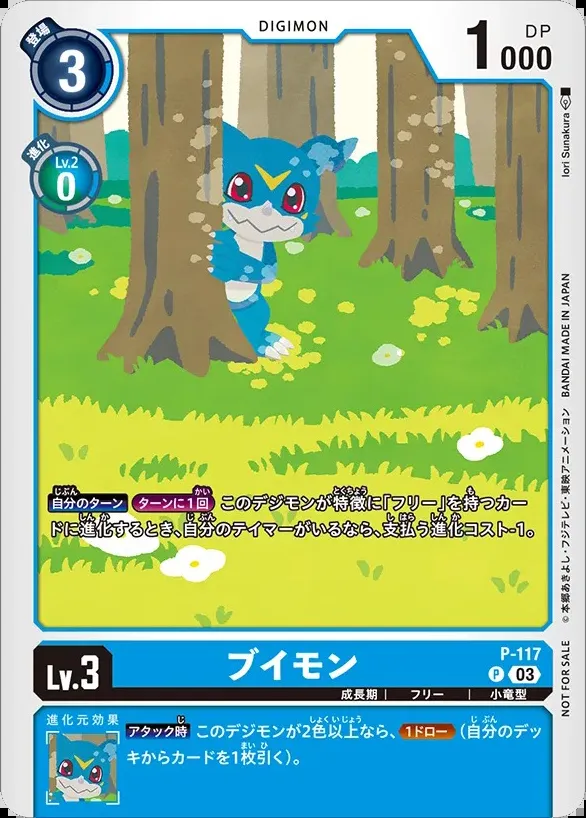 DIGIMON
登場
3
1000
DP
進化
Lv.2
0
Iori Sunakura
自分のターン ターンに1回 このデジモンが特徴に「フリー」を持つカー
ドに進化するとき、自分のテイマーがいるなら、支払う進化コスト-1。
© 本郷あきよし・フジテレビ・東映アニメーション BANDAI MADE IN JAPAN
NOT FOR SALE
Lv.3
ブイモン
P-117
P 03
成長期 | フリー | 小竜型
進化元効果
アタック時 このデジモンが2色以上なら、1ドロー（自分のデッ
キからカードを1枚引く）。